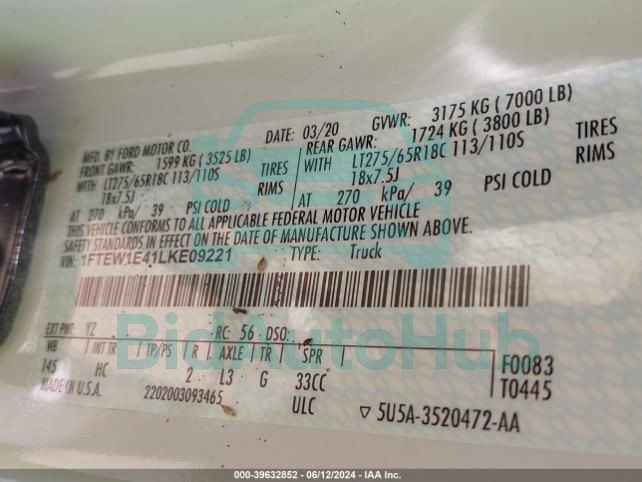 MFD. BY FORD MOTOR CO. DATE: 03/20 GVWR: 3175 KG ( 7000 LB)
FRONT GAWR: 1599 KG ( 3525 LB) REAR GAWR: 1724 KG ( 3800 LB)
WITH LT275/65R18C 113/110S TIRES WITH LT275/65R18C 113/110S TIRES
18x7.5J RIMS 18x7.5J RIMS
AT 270 kPa/ 39 PSI COLD AT 270 kPa/ 39 PSI COLD
THIS VEHICLE CONFORMS TO ALL APPLICABLE FEDERAL MOTOR VEHICLE
SAFETY STANDARDS IN EFFECT ON THE DATE OF MANUFACTURE SHOWN ABOVE.
VIN: 1FTEW1E41LKE09221 TYPE: Truck
EXT PNT: YZ RC: 56 DSO:
WB INT TR TP/PS R AXLE TR SPR
145 HC 2 L3 G 33CC F0083
MADE IN U.S.A. 2202003093465 ULC T0445
▽ 5U5A-3520472-AA
BidAutoHub
000-39632852 - 06/12/2024 - IAA Inc.